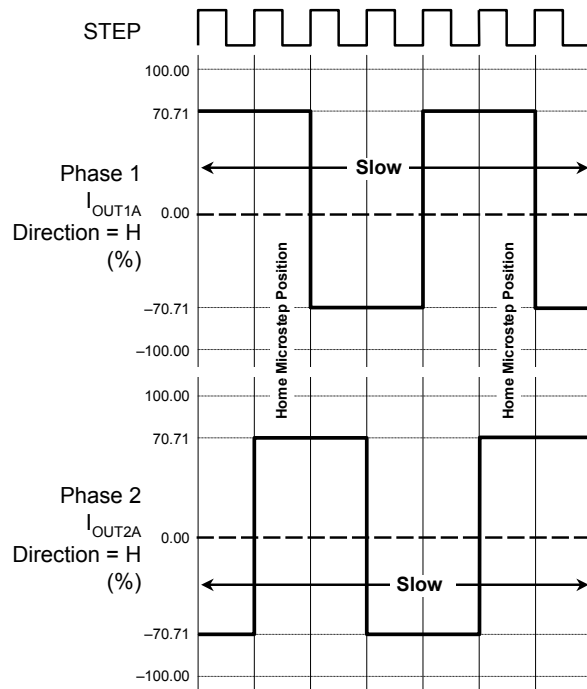 STEP
100.00
70.71
Slow
Phase 1
I_OUT1A
Direction = H
(%)
0.00
Home Microstep Position
Home Microstep Position
–70.71
–100.00
100.00
70.71
Phase 2
I_OUT2A
Direction = H
(%)
0.00
Slow
–70.71
–100.00